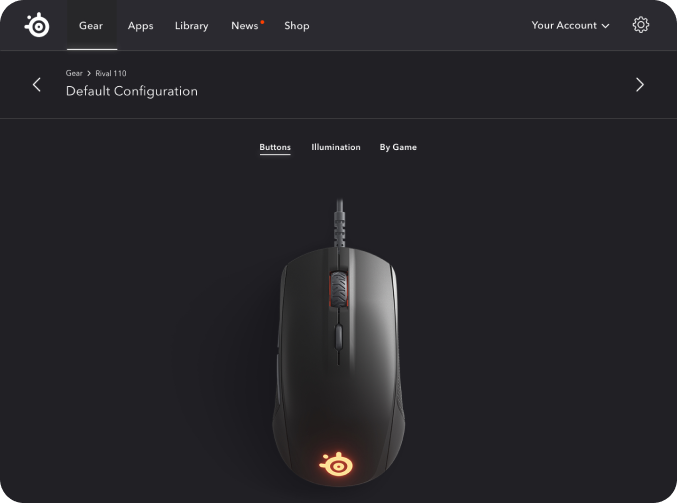 Gear Apps Library News Shop Your Account
Gear > Rival 110
Default Configuration
Buttons Illumination By Game